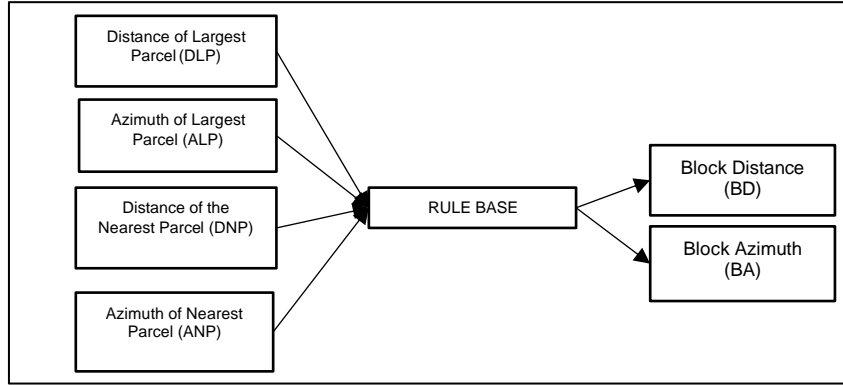 Distance of Largest
Parcel (DLP)
Azimuth of Largest
Parcel (ALP)
Distance of the
Nearest Parcel (DNP)
Azimuth of Nearest
Parcel (ANP)
RULE BASE
Block Distance
(BD)
Block Azimuth
(BA)